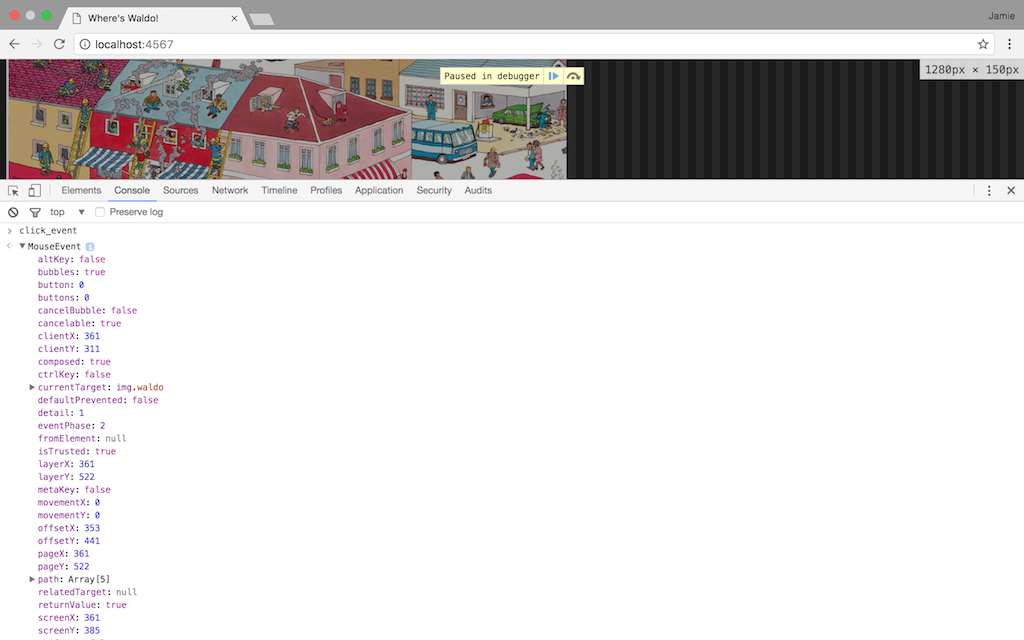 Where's Waldo!
Jamie
localhost:4567
Paused in debugger
1280px × 150px
Elements Console Sources Network Timeline Profiles Application Security Audits
top Preserve log
click_event
MouseEvent
altKey: false
bubbles: true
button: 0
buttons: 0
cancelBubble: false
cancelable: true
clientX: 361
clientY: 311
composed: true
ctrlKey: false
currentTarget: img.waldo
defaultPrevented: false
detail: 1
eventPhase: 2
fromElement: null
isTrusted: true
layerX: 361
layerY: 522
metaKey: false
movementX: 0
movementY: 0
offsetX: 353
offsetY: 441
pageX: 361
pageY: 522
path: Array[5]
relatedTarget: null
returnValue: true
screenX: 361
screenY: 385